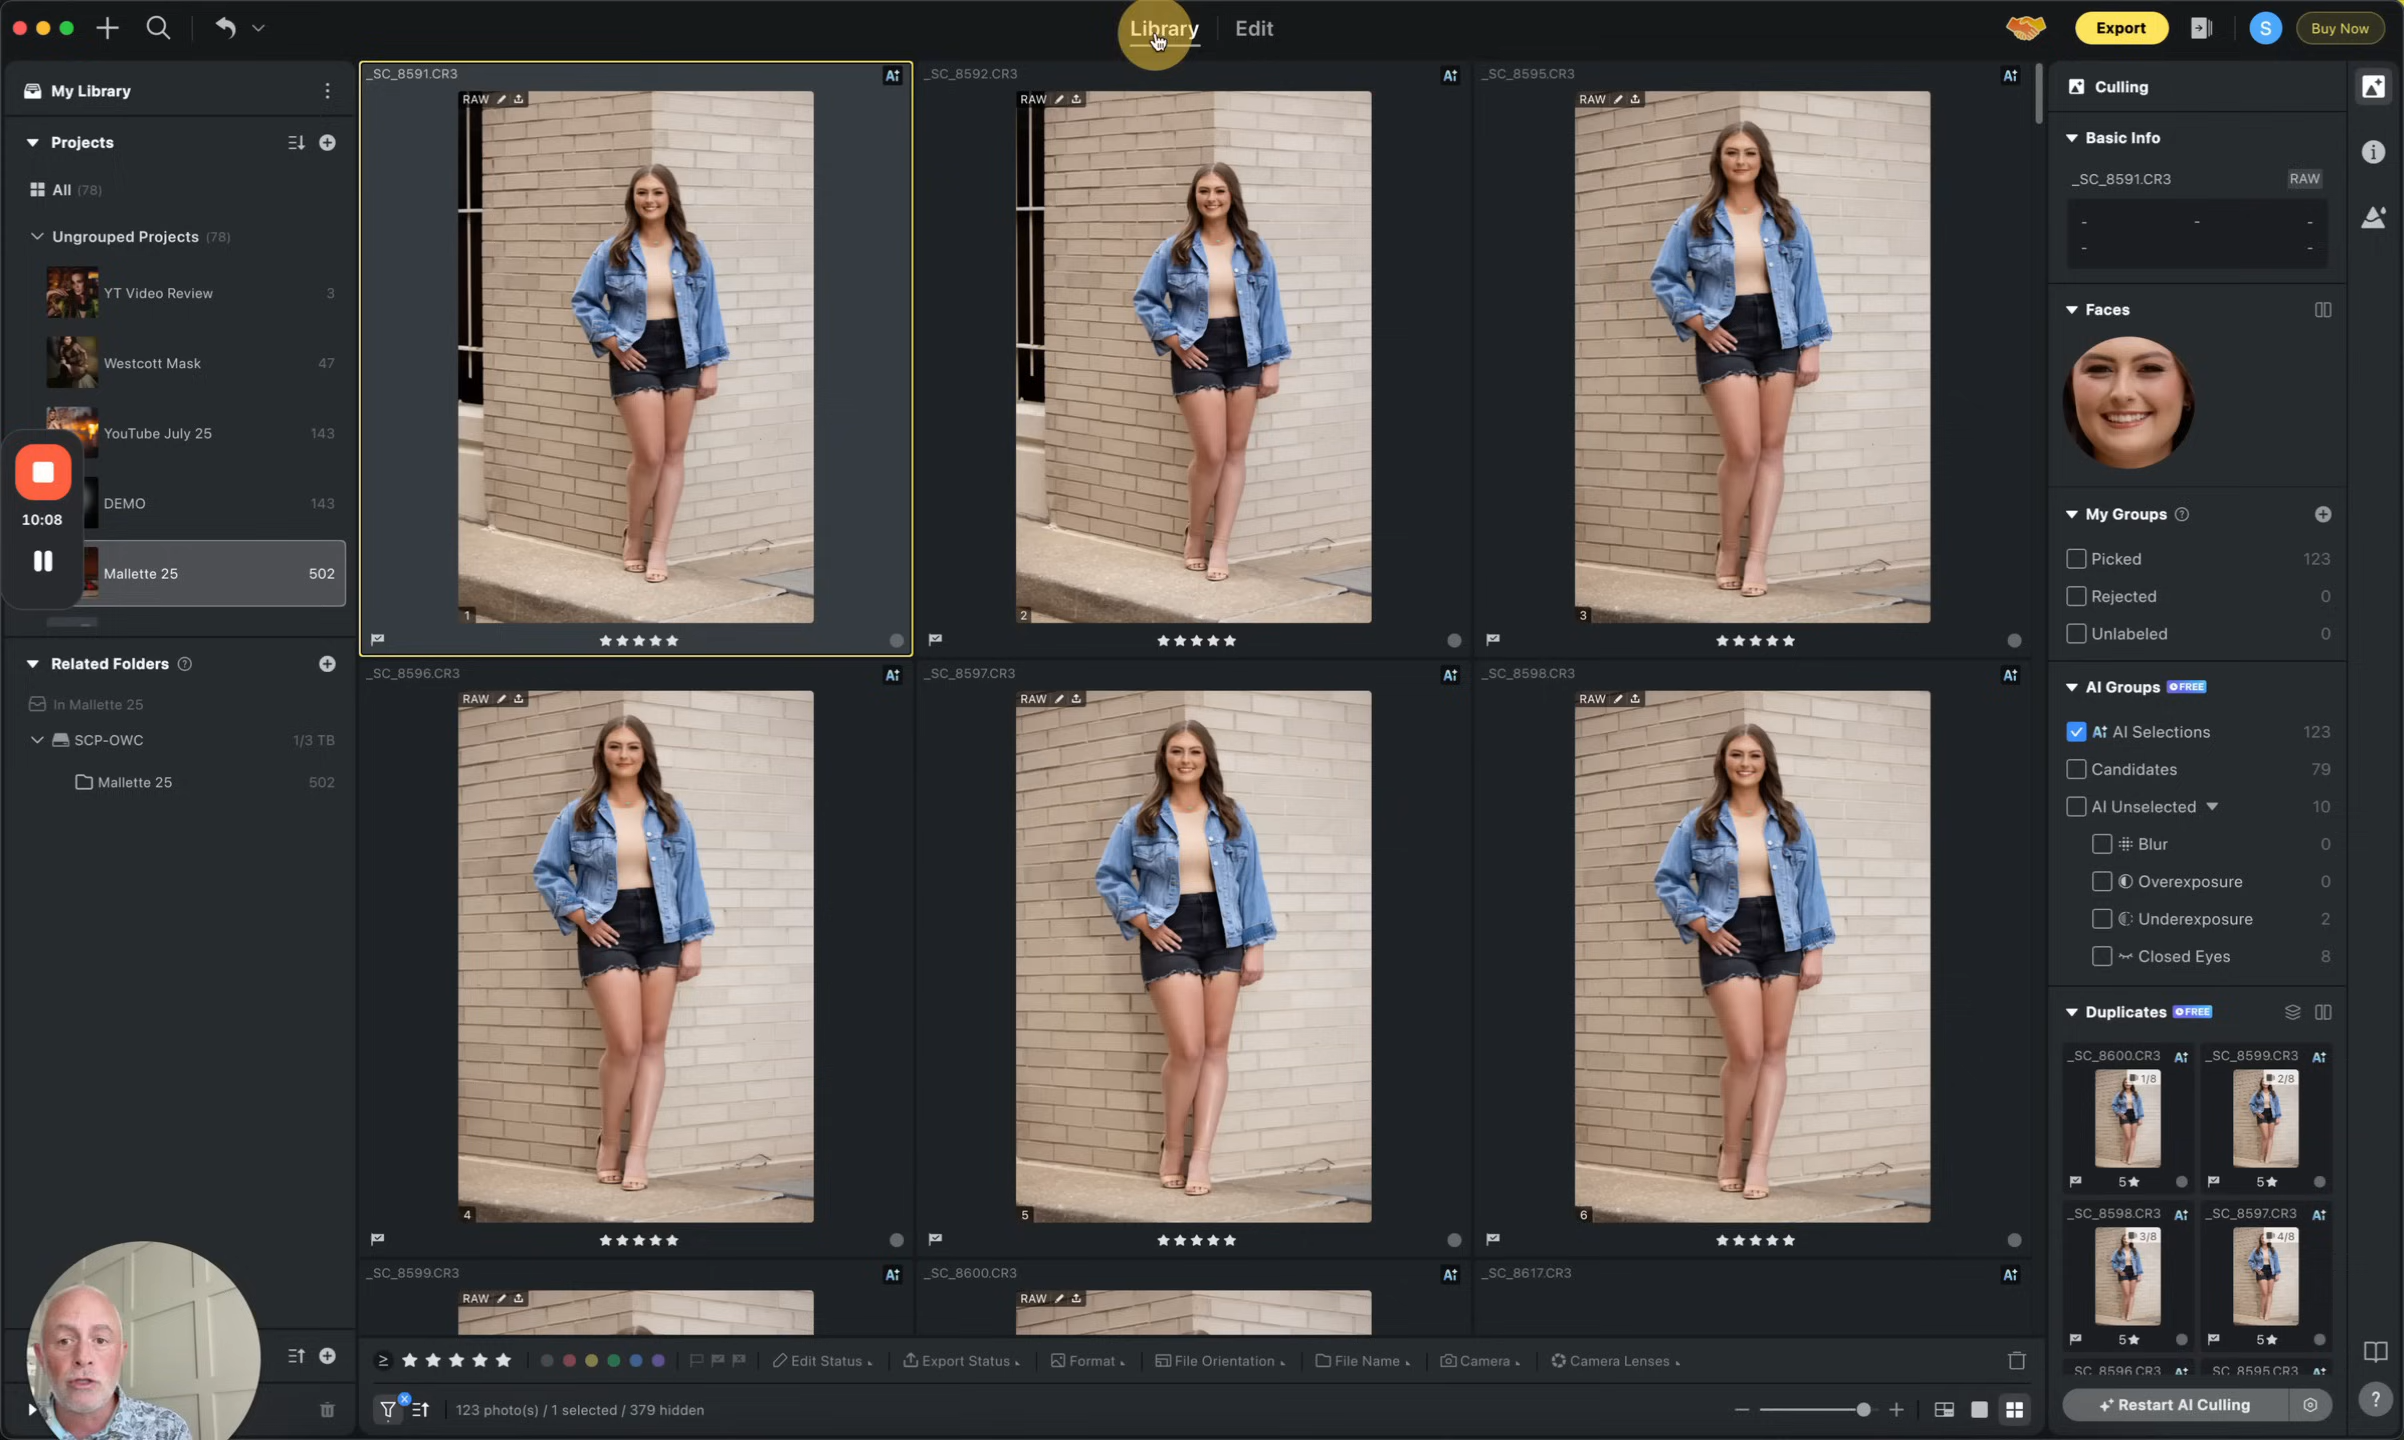 Library
Edit
Export
S
Buy Now
My Library
Projects
All (78)
Ungrouped Projects (78)
YT Video Review 3
Westcott Mask 47
YouTube July 25 143
DEMO 143
Mallette 25 502
10:08
Related Folders
In Mallette 25
SCP-OWC 1/3 TB
Mallette 25 502
_SC_8591.CR3
RAW
1
_SC_8592.CR3
RAW
2
_SC_8595.CR3
RAW
3
_SC_8596.CR3
RAW
4
_SC_8597.CR3
RAW
5
_SC_8598.CR3
RAW
6
_SC_8599.CR3
RAW
_SC_8600.CR3
RAW
_SC_8617.CR3
Edit Status
Export Status
Format
File Orientation
File Name
Camera
Camera Lenses
123 photo(s) / 1 selected / 379 hidden
Culling
Basic Info
_SC_8591.CR3 RAW
- - -
- -
Faces
My Groups
Picked 123
Rejected 0
Unlabeled 0
AI Groups FREE
AI Selections 123
Candidates 79
AI Unselected 10
Blur 0
Overexposure 0
Underexposure 2
Closed Eyes 8
Duplicates FREE
_SC_8600.CR3 _SC_8599.CR3
1/8 2/8
5★ 5★
_SC_8598.CR3 _SC_8597.CR3
3/8 4/8
5★ 5★
_SC_8596.CR3 _SC_8595.CR3
Restart AI Culling